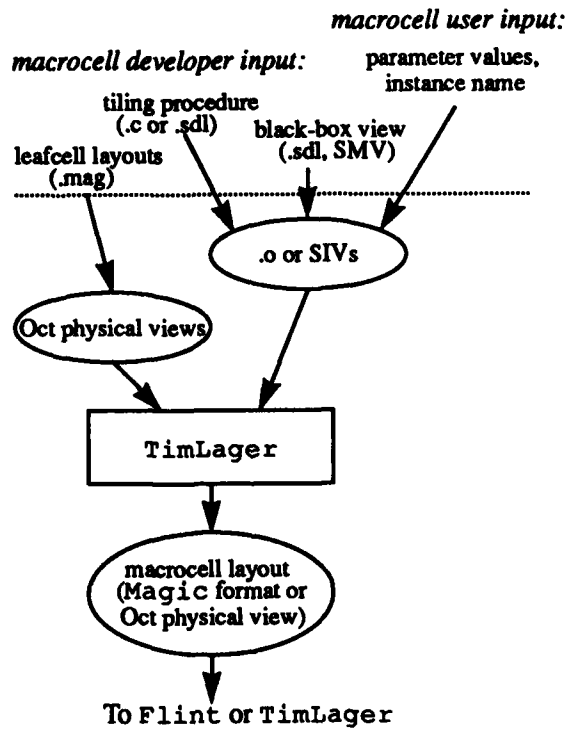 macrocell user input:
parameter values,
instance name
macrocell developer input:
tiling procedure
(.c or .sdl)
black-box view
(.sdl, SMV)
leafcell layouts
(.mag)
.o or SIVs
Oct physical views
TimLager
macrocell layout
(Magic format or
Oct physical view)
To Flint or TimLager